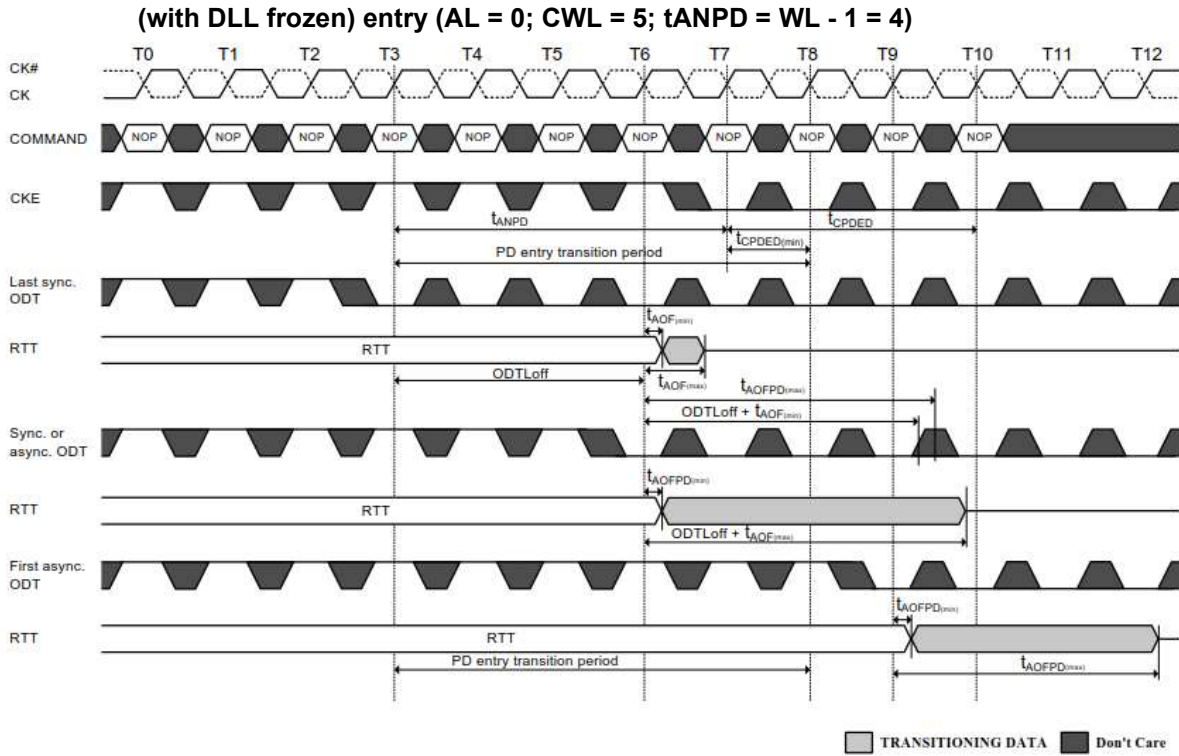 (with DLL frozen) entry (AL = 0; CWL = 5; tANPD = WL - 1 = 4)
T0 T1 T2 T3 T4 T5 T6 T7 T8 T9 T10 T11 T12
CK#
CK
COMMAND NOP NOP NOP NOP NOP NOP NOP NOP NOP NOP NOP
CKE
tANPD tCPDED
tCPDED(min)
PD entry transition period
Last sync.
ODT
tAOF(min)
RTT RTT
ODTLoff tAOF(max)
tAOFPD(max)
ODTLoff + tAOF(min)
Sync. or
async. ODT
tAOFPD(min)
RTT RTT
ODTLoff + tAOF(max)
First async.
ODT
tAOFPD(min)
RTT RTT
PD entry transition period tAOFPD(max)
TRANSITIONING DATA Don't Care